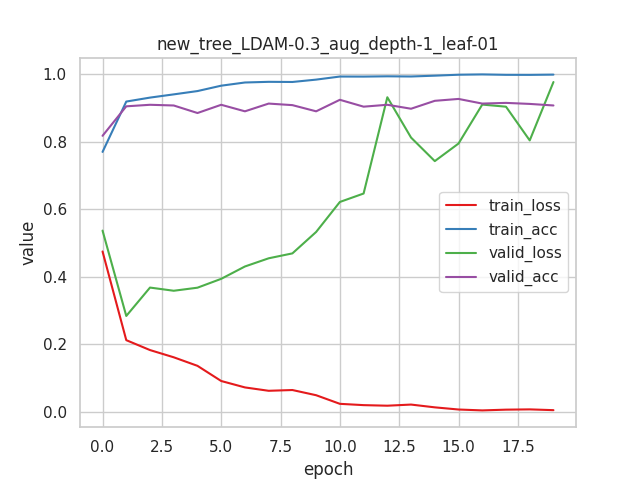 new_tree_LDAM-0.3_aug_depth-1_leaf-01
1.0
0.8
0.6
0.4
0.2
0.0
value
train_loss
train_acc
valid_loss
valid_acc
0.0 2.5 5.0 7.5 10.0 12.5 15.0 17.5
epoch